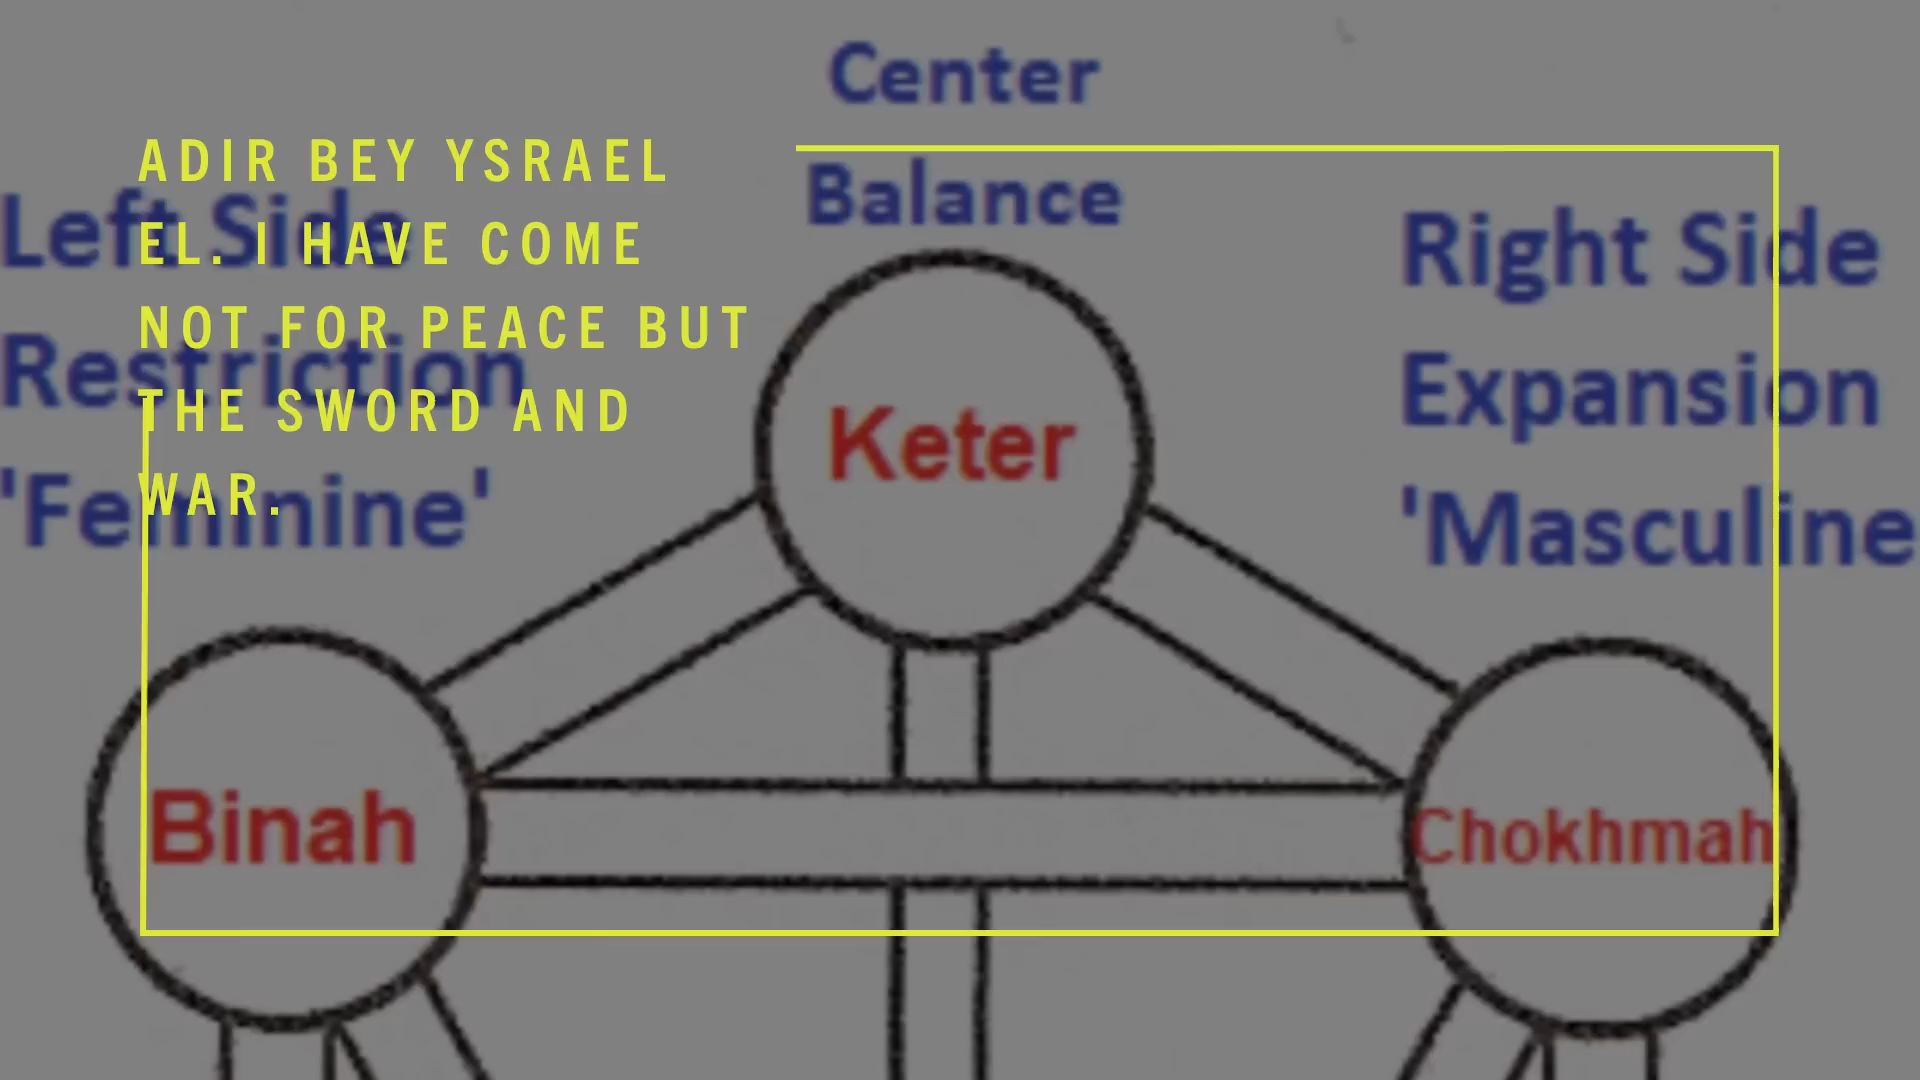 Center
Balance
ADIR BEY YSRAEL
EL. I HAVE COME
NOT FOR PEACE BUT
THE SWORD AND
WAR.
Left Side
Restriction
'Feminine'
Right Side
Expansion
'Masculine
Keter
Binah
Chokhmah